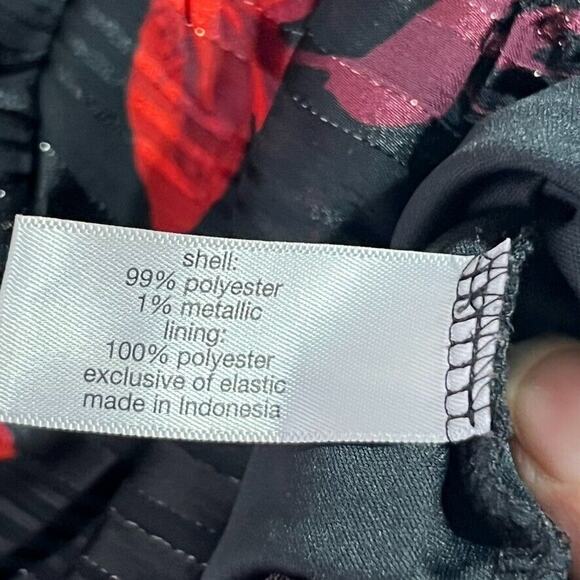 shell:
99% polyester
1% metallic
lining:
100% polyester
exclusive of elastic
made in Indonesia